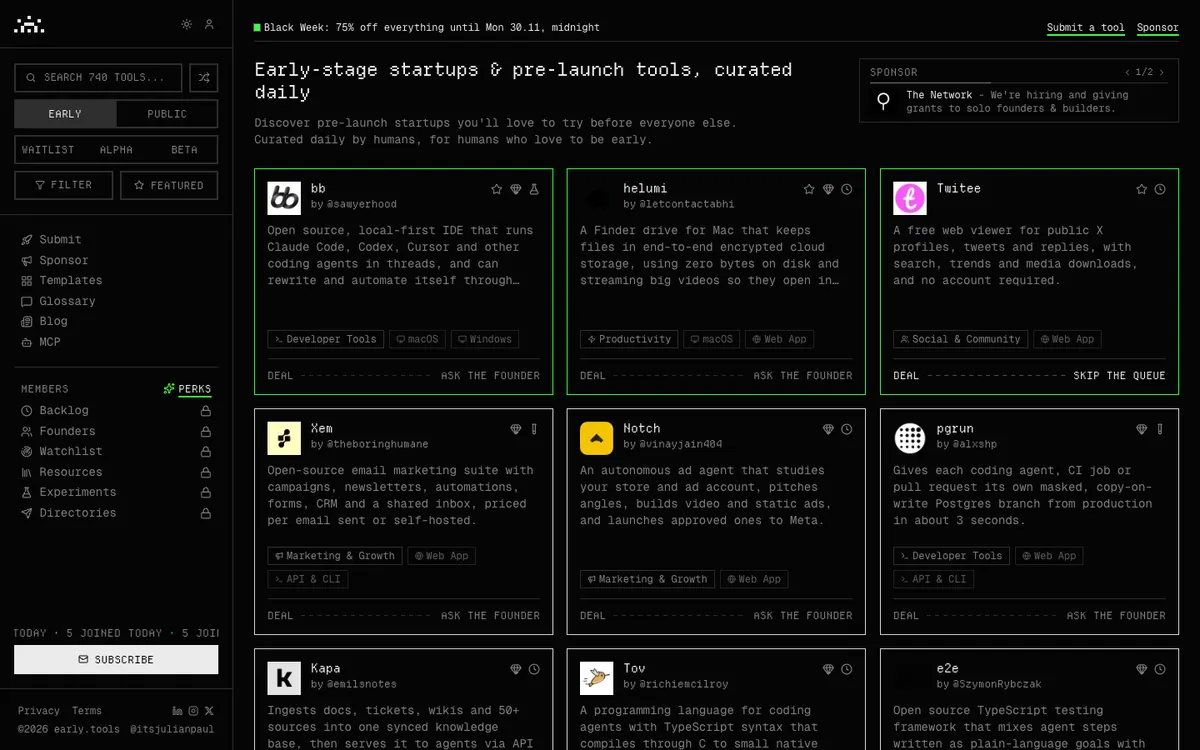 SEARCH 740 TOOLS...
EARLY
PUBLIC
WAITLIST
ALPHA
BETA
FILTER
FEATURED
Submit
Sponsor
Templates
Glossary
Blog
MCP
MEMBERS
PERKS
Backlog
Founders
Watchlist
Resources
Experiments
Directories
TODAY · 5 JOINED TODAY · 5 JOI
SUBSCRIBE
Privacy Terms
©2026 early.tools @itsjulianpaul
Black Week: 75% off everything until Mon 30.11, midnight
Submit a tool
Sponsor
Early-stage startups & pre-launch tools, curated
daily
Discover pre-launch startups you'll love to try before everyone else.
Curated daily by humans, for humans who love to be early.
SPONSOR
1/2
The Network - We're hiring and giving
grants to solo founders & builders.
bb
bb
by @sawyerhood
Open source, local-first IDE that runs
Claude Code, Codex, Cursor and other
coding agents in threads, and can
rewrite and automate itself through…
Developer Tools
macOS
Windows
DEAL
ASK THE FOUNDER
helumi
by @letcontactabhi
A Finder drive for Mac that keeps
files in end-to-end encrypted cloud
storage, using zero bytes on disk and
streaming big videos so they open in…
Productivity
macOS
Web App
DEAL
ASK THE FOUNDER
t
Twitee
A free web viewer for public X
profiles, tweets and replies, with
search, trends and media downloads,
and no account required.
Social & Community
Web App
DEAL
SKIP THE QUEUE
Xem
by @theboringhumane
Open-source email marketing suite with
campaigns, newsletters, automations,
forms, CRM and a shared inbox, priced
per email sent or self-hosted.
Marketing & Growth
Web App
API & CLI
DEAL
ASK THE FOUNDER
Notch
by @vinayjain404
An autonomous ad agent that studies
your store and ad account, pitches
angles, builds video and static ads,
and launches approved ones to Meta.
Marketing & Growth
Web App
DEAL
ASK THE FOUNDER
pgrun
by @alxshp
Gives each coding agent, CI job or
pull request its own masked, copy-on-
write Postgres branch from production
in about 3 seconds.
Developer Tools
Web App
API & CLI
DEAL
ASK THE FOUNDER
k
Kapa
by @emilsnotes
Ingests docs, tickets, wikis and 50+
sources into one synced knowledge
base, then serves it to agents via API
Tov
by @richiemcilroy
A programming language for coding
agents with TypeScript syntax that
compiles through C to small native
e2e
by @SzymonRybczak
Open source TypeScript testing
framework that mixes agent steps
written as plain-language goals with